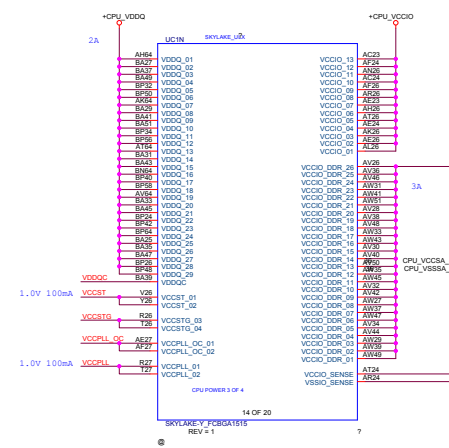 +CPU_VDDQ
+CPU_VCCIO
2A
UC1N
SKYLAKE_ULX
?
AH64 VDDQ_01
BA27 VDDQ_02
BA37 VDDQ_03
BA49 VDDQ_04
BP32 VDDQ_05
BP50 VDDQ_06
AK64 VDDQ_07
BA29 VDDQ_08
BA41 VDDQ_09
BA51 VDDQ_10
BP34 VDDQ_11
BP56 VDDQ_12
AT64 VDDQ_13
BA31 VDDQ_14
BA43 VDDQ_15
BN64 VDDQ_16
BP40 VDDQ_17
BP58 VDDQ_18
AV64 VDDQ_19
BA33 VDDQ_20
BA45 VDDQ_21
BP24 VDDQ_22
BP42 VDDQ_23
BP64 VDDQ_24
BA25 VDDQ_25
BA35 VDDQ_26
BA47 VDDQ_27
BP26 VDDQ_28
BP48 VDDQ_29
VDDQC BA39 VDDQC
1.0V 100mA
VCCST V26 VCCST_01
Y26 VCCST_02
VCCSTG R26 VCCSTG_03
T26 VCCSTG_04
VCCPLL_OC AE27 VCCPLL_OC_01
AF27 VCCPLL_OC_02
1.0V 100mA
VCCPLL R27 VCCPLL_01
T27 VCCPLL_02
VCCIO_13 AC23
VCCIO_12 AF24
VCCIO_11 AN26
VCCIO_10 AC24
VCCIO_09 AF26
VCCIO_08 AR26
VCCIO_07 AE23
VCCIO_06 AH26
VCCIO_05 AT26
VCCIO_04 AE24
VCCIO_03 AK26
VCCIO_02 AE26
VCCIO_01 AL26
VCCIO_DDR_26 AV26
VCCIO_DDR_25 AV36
VCCIO_DDR_24 AV46
VCCIO_DDR_23 AW31
VCCIO_DDR_22 AW41
VCCIO_DDR_21 AW51
VCCIO_DDR_20 AV28
VCCIO_DDR_19 AV38
VCCIO_DDR_18 AV48
VCCIO_DDR_17 AW33
VCCIO_DDR_16 AW43
VCCIO_DDR_15 AV30
VCCIO_DDR_14 AV40
VCCIO_DDR_13
VCCIO_DDR_12 AW35
VCCIO_DDR_11 AW45
VCCIO_DDR_10 AV32
VCCIO_DDR_09 AV42
VCCIO_DDR_08 AW27
VCCIO_DDR_07 AW37
VCCIO_DDR_06 AW47
VCCIO_DDR_05 AV34
VCCIO_DDR_04 AV44
VCCIO_DDR_03 AW29
VCCIO_DDR_02 AW39
VCCIO_DDR_01 AW49
3A
CPU_VCCSA_
CPU_VSSSA_
VCCIO_SENSE AT24
VSSIO_SENSE AR24
CPU POWER 3 OF 4
14 OF 20
SKYLAKE-Y_FCBGA1515
REV = 1
?
@